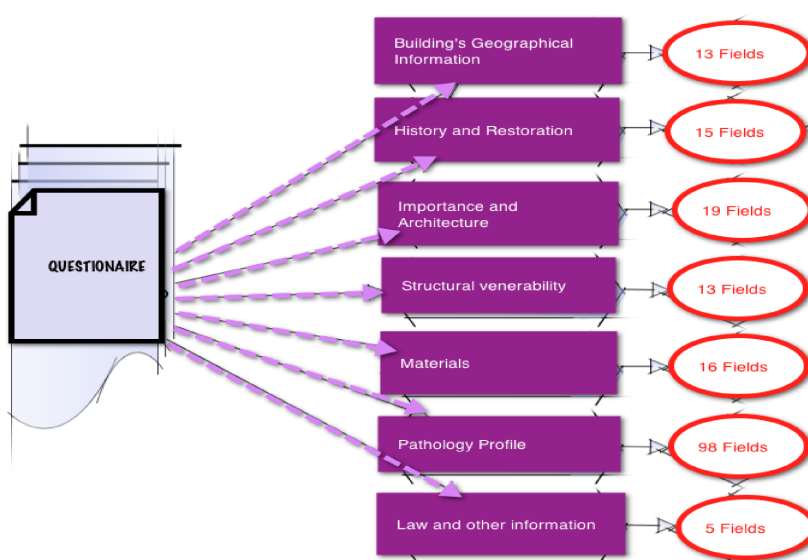 Building's Geographical
Information
13 Fields
History and Restoration
15 Fields
Importance and
Architecture
19 Fields
QUESTIONAIRE
Structural venerability
13 Fields
Materials
16 Fields
Pathology Profile
98 Fields
Law and other information
5 Fields